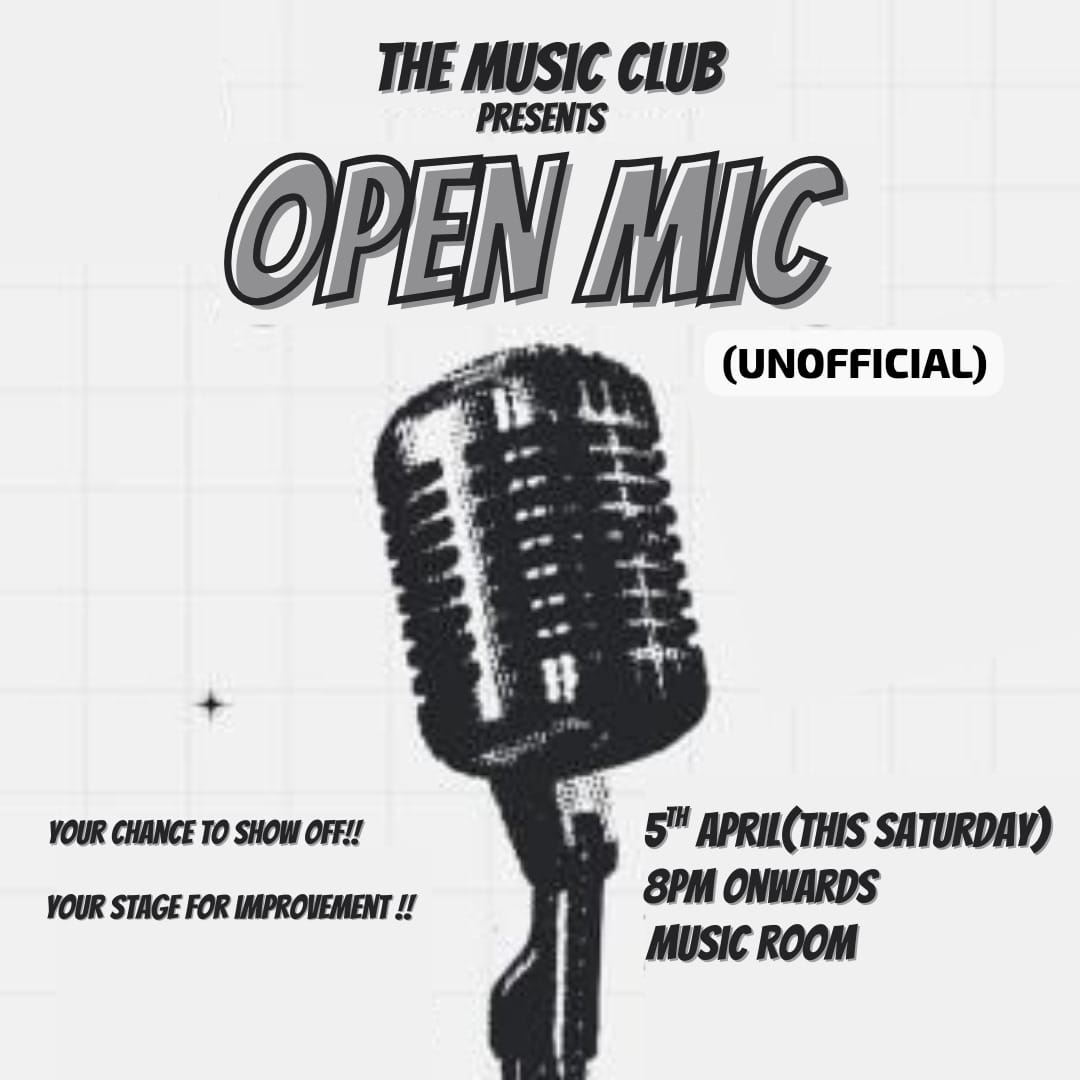 THE MUSIC CLUB
PRESENTS
OPEN MIC
(UNOFFICIAL)
YOUR CHANCE TO SHOW OFF!!
YOUR STAGE FOR IMPROVEMENT !!
5TH APRIL(THIS SATURDAY)
8PM ONWARDS
MUSIC ROOM